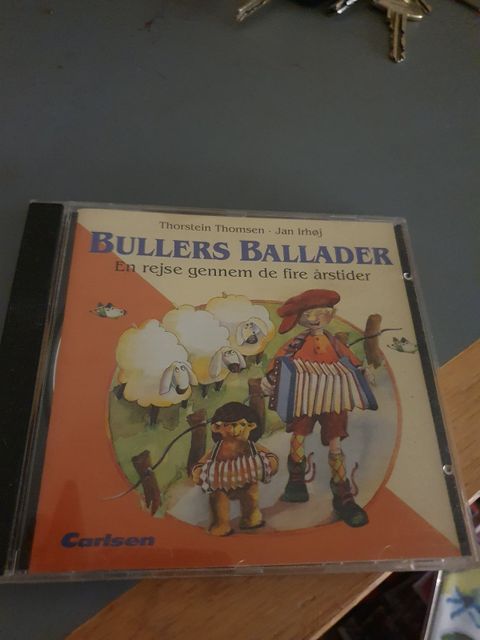 Thorstein Thomsen · Jan Irhøj
BULLERS BALLADER
En rejse gennem de fire årstider
Carlsen